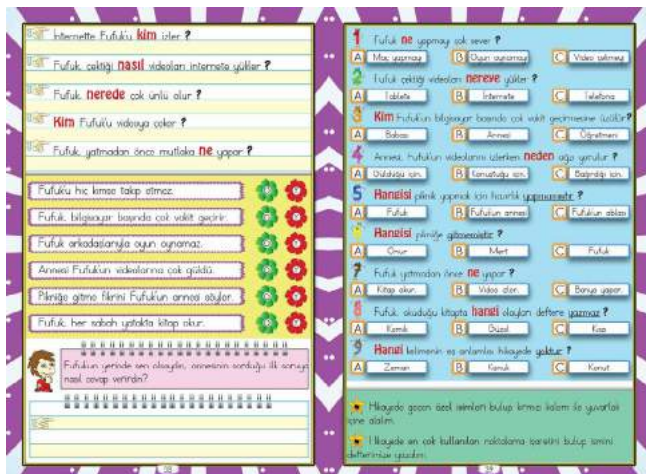 İnternette Fufuk'u kim izler ?
Fufuk, çektiği nasıl videoları internete yükler ?
Fufuk, nerede çok ünlü olur ?
Kim Fufuk'u videoya çeker ?
Fufuk, yatmadan önce mutlaka ne yapar ?
Fufuk'u hiç kimse takip etmez.
Fufuk, bilgisayar başında çok vakit geçirir.
Fufuk arkadaşlarıyla oyun oynamaz.
Annesi Fufuk'un videolarına çok güldü.
Pikniğe gitme fikrini Fufuk'un annesi söyler.
Fufuk, her sabah yatakta kitap okur.
Fufuk'un yerinde sen olsaydın, annesinin sorduğu ilk soruya
nasıl cevap verirdin?
1 Fufuk ne yapmayı çok sever ?
A Maç yapmayı B Oyun oynamayı C Video çekmeyi
2 Fufuk çektiği videoları nereye yükler ?
A Tablete B İnternete C Telefona
3 Kim Fufuk'un bilgisayar başında çok vakit geçirmesine üzülür?
A Babası B Annesi C Öğretmeni
4 Annesi, Fufuk'un videolarını izlerken neden ağzı yorulur ?
A Güldüğü için. B Konuştuğu için. C Bağırdığı için.
5 Hangisi piknik yapmak için hazırlık yapmamıştır ?
A Fufuk B Fufuk'un annesi C Fufuk'un ablası
Hangisi pikniğe gitmemiştir ?
A Onur B Mert C Fufuk
7 Fufuk yatmadan önce ne yapar ?
A Kitap okur. B Video izler. C Banyo yapar.
8 Fufuk, okuduğu kitapta hangi olayları deftere yazmaz ?
A Komik B Güzel C Kısa
9 Hangi kelimenin eş anlamlısı hikayede yoktur ?
A Zaman B Konuk C Konut
Hikayede geçen özel isimleri bulup kırmızı kalem ile yuvarlak
içine alalım.
Hikayede en çok kullanılan noktalama işaretini bulup ismini
defterimize yazalım.